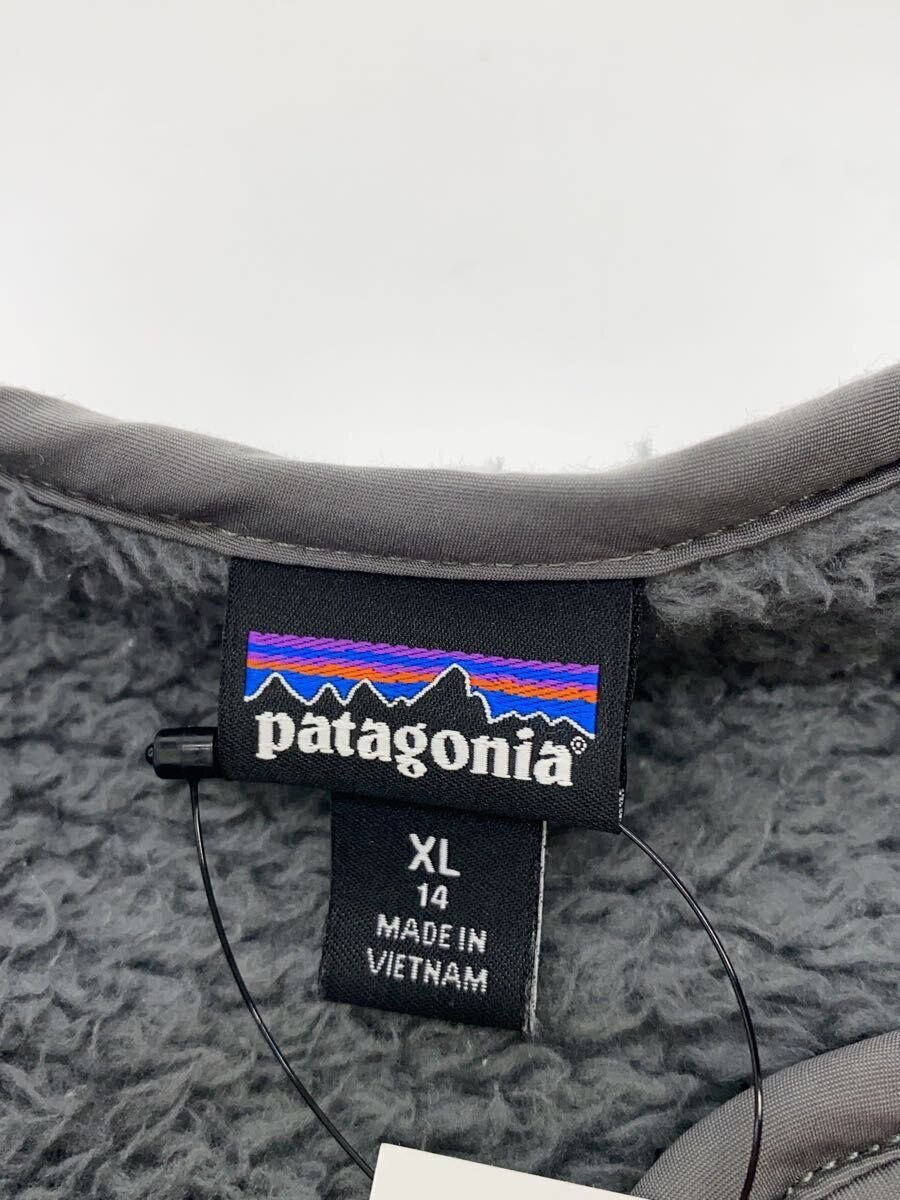 patagonia®
XL
14
MADE IN
VIETNAM